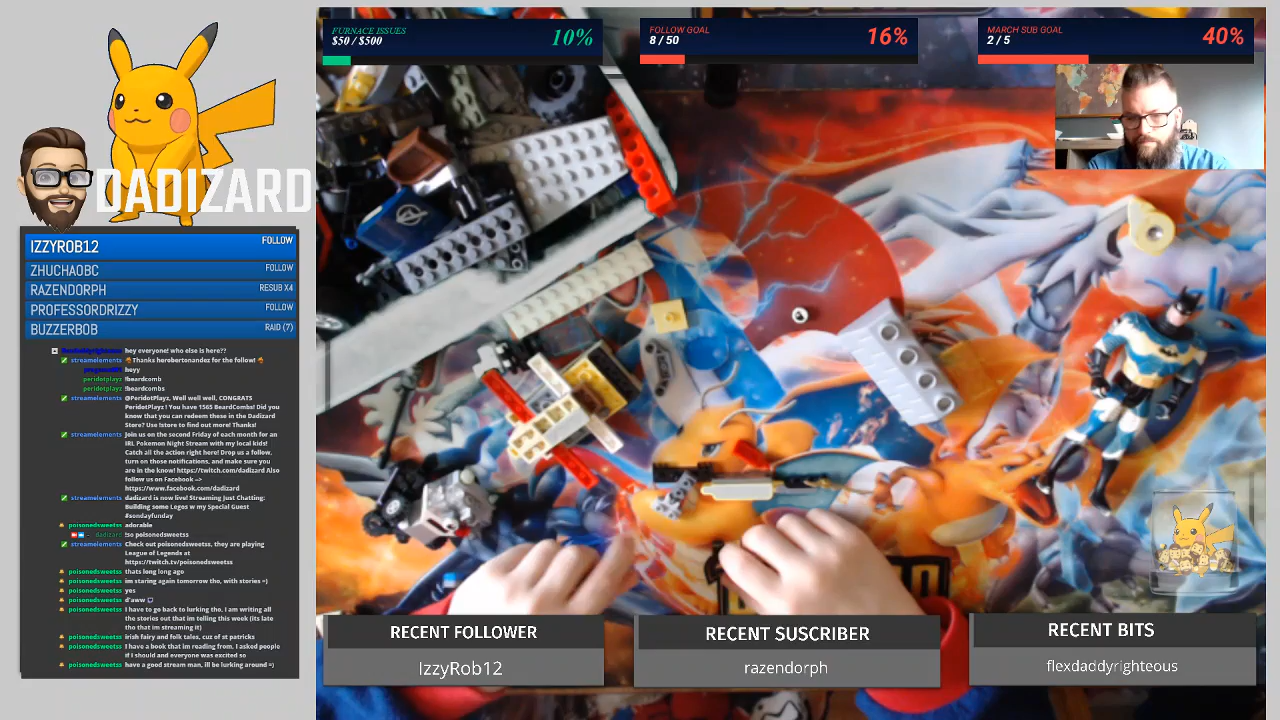 FURNACE ISSUES
$50 / $500
10%
FOLLOW GOAL
8 / 50
16%
MARCH SUB GOAL
2 / 5
40%
DADIZARD
IZZYROB12 FOLLOW
ZHUCHAOBC FOLLOW
RAZENDORPH RESUB X4
PROFESSORDRIZZY FOLLOW
BUZZERBOB RAID (7)
hey everyone! who else is here??
streamelements Thanks herobertonandez for the follow!
heyy
peridotplayz !beardcomb
peridotplayz !beardcombs
streamelements @PeridotPlayz, Well well well, CONGRATS
PeridotPlayz ! You have 1565 BeardCombs! Did you
know that you can redeem these in the Dadizard
Store? Use !store to find out more! Thanks!
streamelements Join us on the second Friday of each month for an
IRL Pokemon Night Stream with my local kids!
Catch all the action right here! Drop us a follow,
turn on those notifications, and make sure you
are in the know! https://twitch.com/dadizard Also
follow us on Facebook -->
https://www.facebook.com/dadizard
streamelements dadizard is now live! Streaming Just Chatting:
Building some Legos w my Special Guest
#sondayfunday
poisonedsweetss adorable
dadizard !so poisonedsweetss
streamelements Check out poisonedsweetss, they are playing
League of Legends at
https://twitch.tv/poisonedsweetss
poisonedsweetss thats long long ago
poisonedsweetss im staring again tomorrow tho, with stories =)
poisonedsweetss yes
poisonedsweetss d'aww
poisonedsweetss I have to go back to lurking tho, I am writing all
the stories out that im telling this week (its late
tho that im streaming it)
poisonedsweetss irish fairy and folk tales, cuz of st patricks
poisonedsweetss I have a book that im reading from, I asked people
if I should and everyone was excited so
poisonedsweetss have a good stream man, ill be lurking around =)
RECENT FOLLOWER
IzzyRob12
RECENT SUSCRIBER
razendorph
RECENT BITS
flexdaddyrighteous